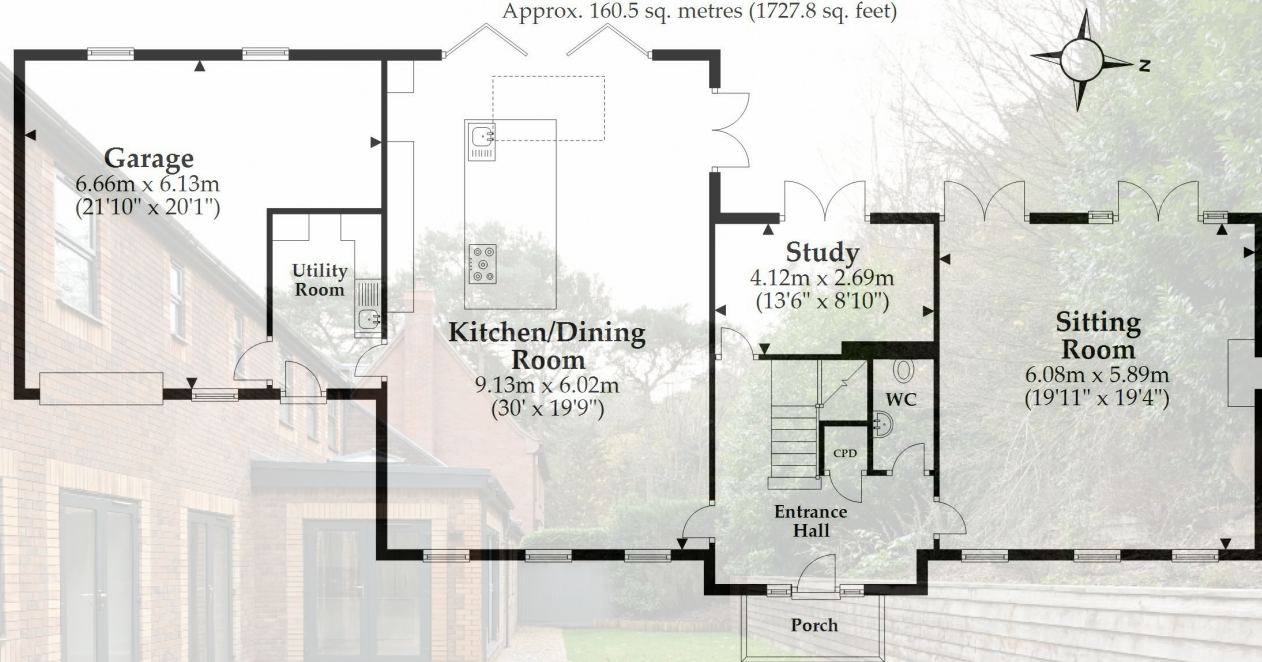 Approx. 160.5 sq. metres (1727.8 sq. feet)
N
Garage
6.66m x 6.13m
(21'10" x 20'1")
Utility
Room
Kitchen/Dining
Room
9.13m x 6.02m
(30' x 19'9")
Study
4.12m x 2.69m
(13'6" x 8'10")
Sitting
Room
6.08m x 5.89m
(19'11" x 19'4")
WC
CPD
Entrance
Hall
Porch